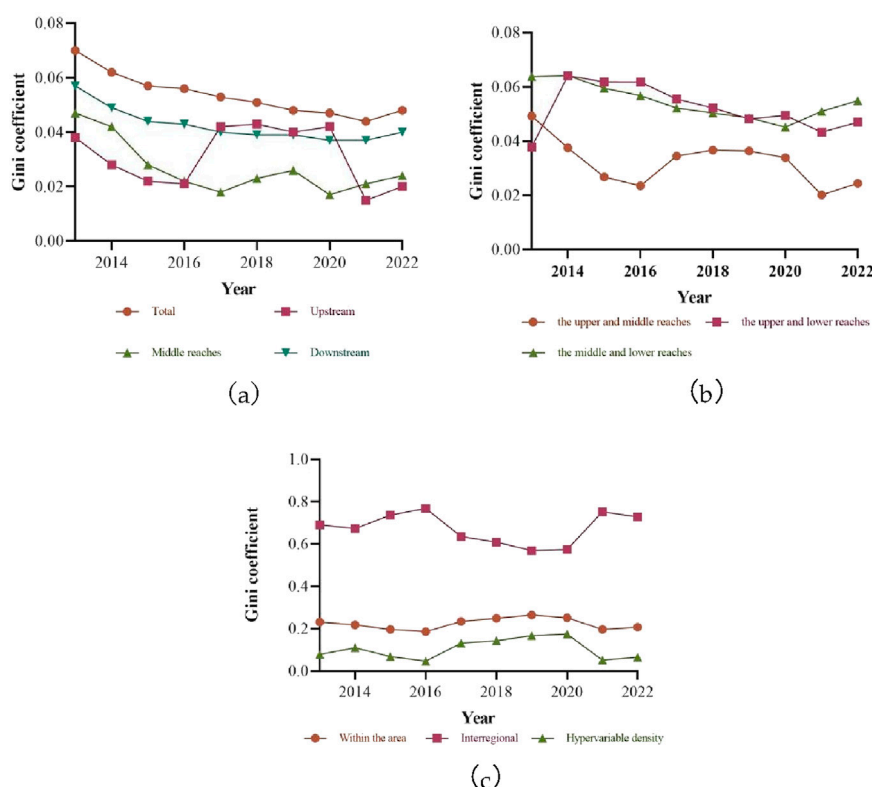 0.08
0.06
0.04
0.02
0.00
Gini coefficient
2014 2016 2018 2020 2022
Year
Total Upstream
Middle reaches Downstream
(a)
0.08
0.06
0.04
0.02
0.00
Gini coefficient
2014 2016 2018 2020 2022
Year
the upper and middle reaches the upper and lower reaches
the middle and lower reaches
(b)
1.0
0.8
0.6
0.4
0.2
0.0
Gini coefficient
2014 2016 2018 2020 2022
Year
Within the area Interregional Hypervariable density
(c)